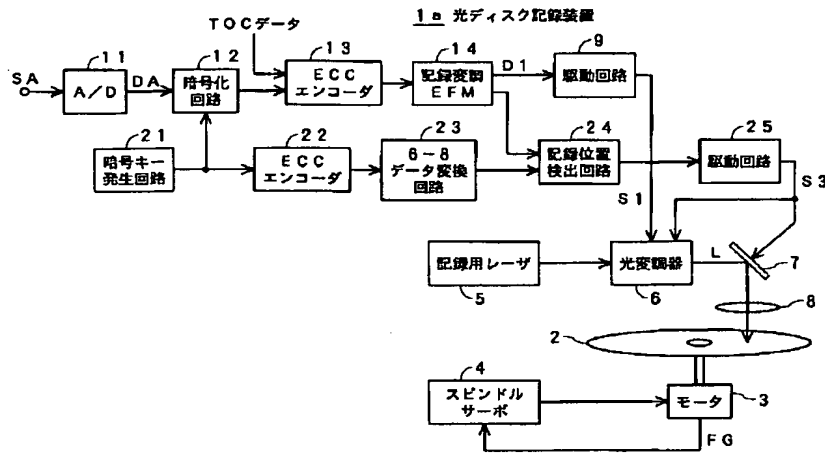 1a 光ディスク記録装置
TOCデータ
11
12
13
14
D1
9
SA
A/D
DA
暗号化
回路
ECC
エンコーダ
記録変調
EFM
駆動回路
21
22
23
24
25
暗号キー
発生回路
ECC
エンコーダ
6-8
データ変換
回路
記録位置
検出回路
駆動回路
S1
S3
記録用レーザ
光変調器
L
7
5
6
8
2
4
スピンドル
サーボ
モータ
3
FG